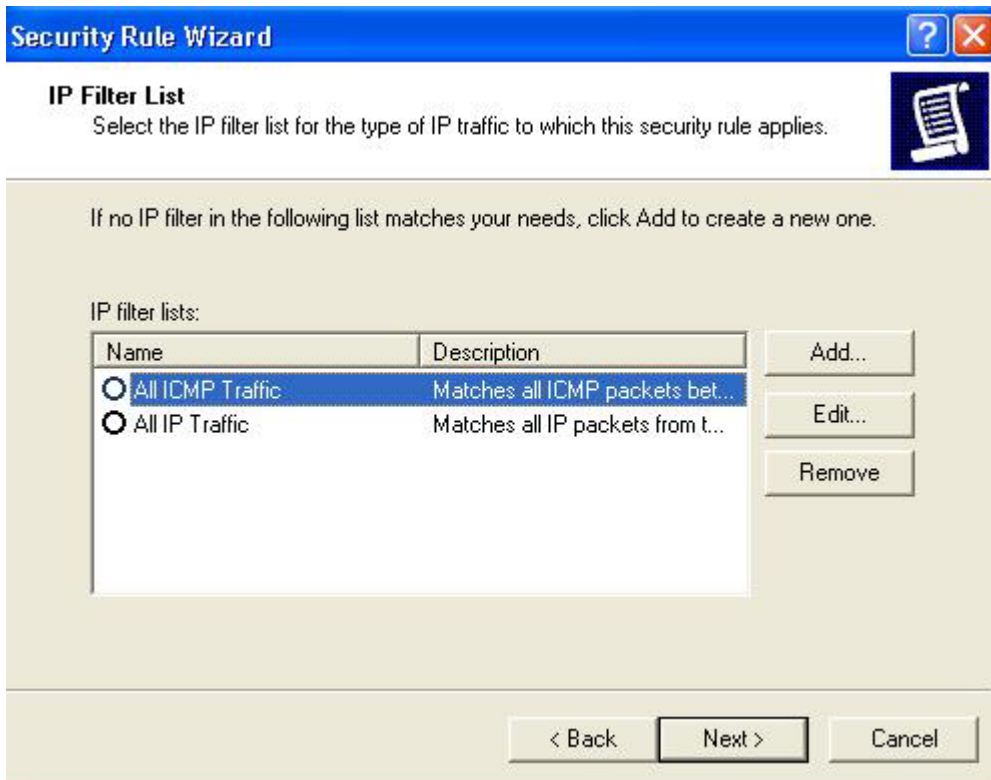 Security Rule Wizard
?
IP Filter List
Select the IP filter list for the type of IP traffic to which this security rule applies.
If no IP filter in the following list matches your needs, click Add to create a new one.
IP filter lists:
Name Description
All ICMP Traffic Matches all ICMP packets bet...
All IP Traffic Matches all IP packets from t...
Add...
Edit...
Remove
< Back Next > Cancel